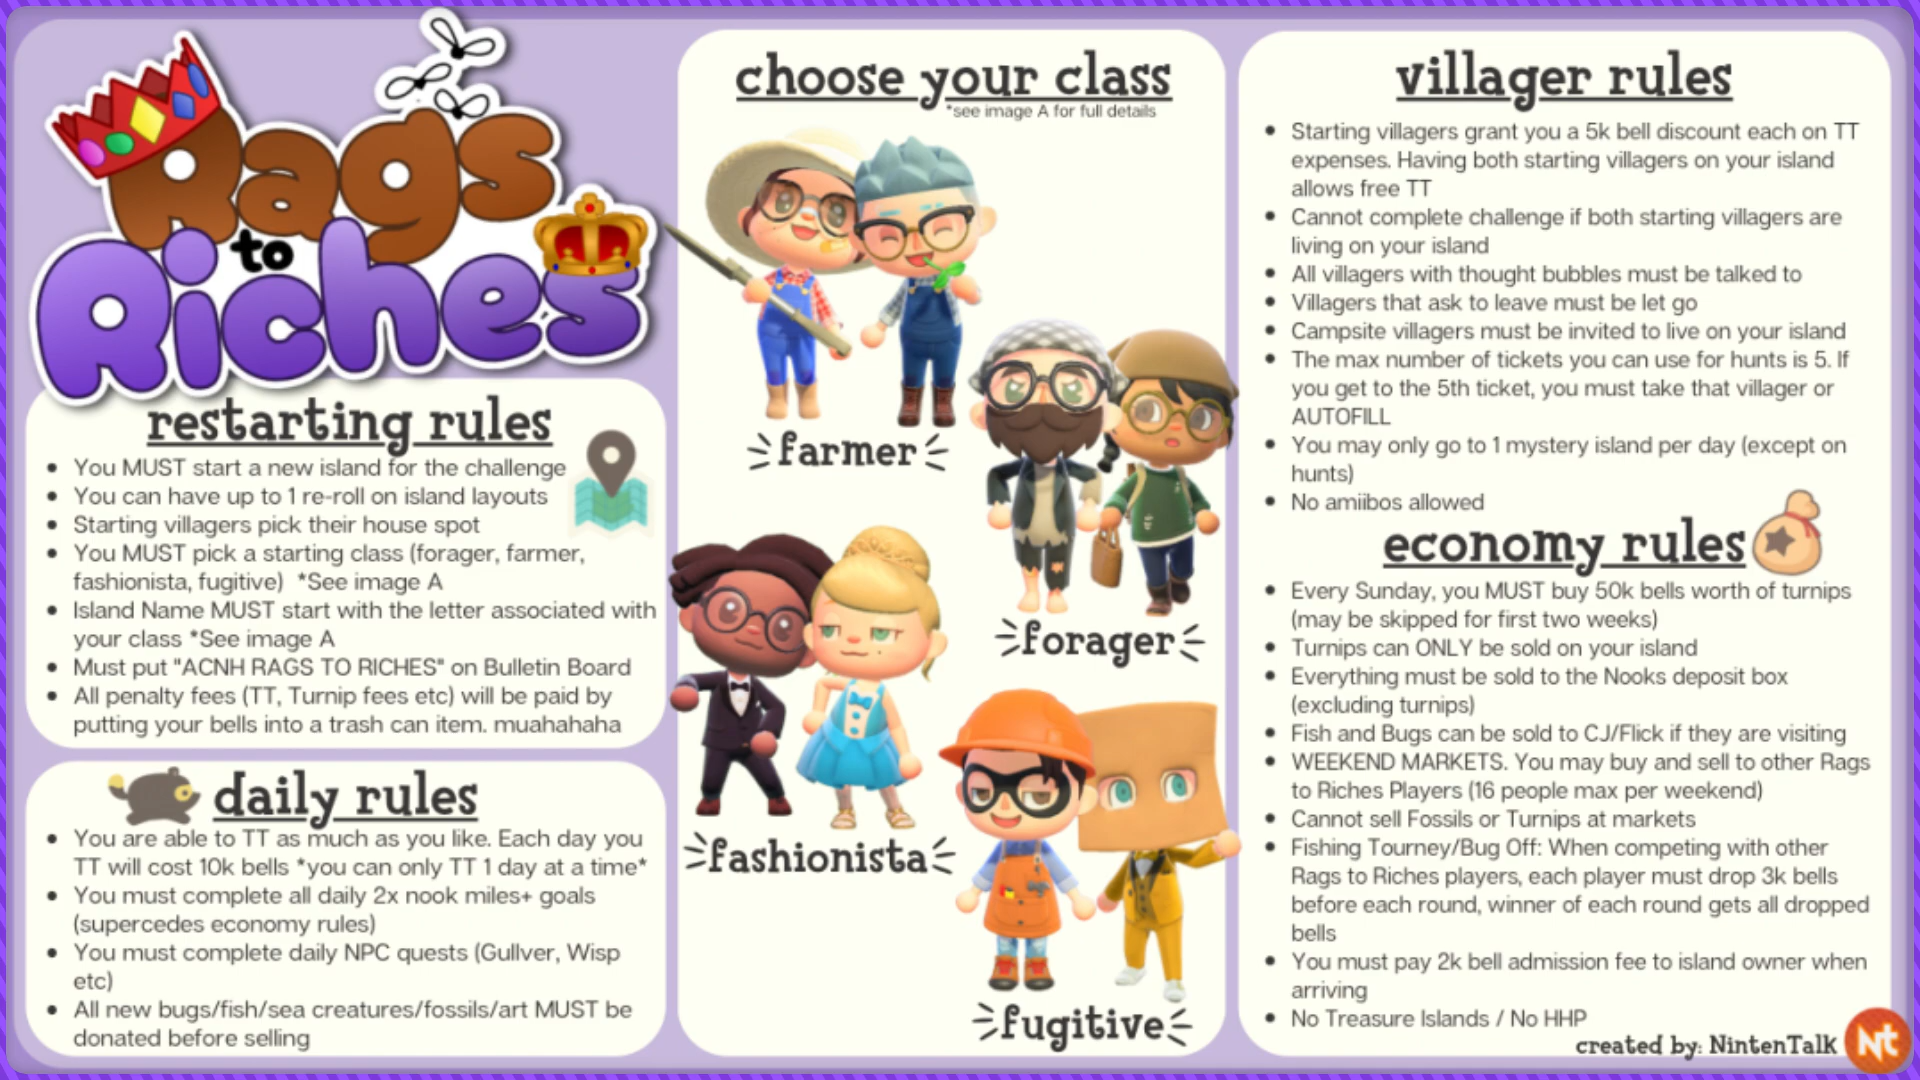 Rags
to
Riches
restarting rules
• You MUST start a new island for the challenge
• You can have up to 1 re-roll on island layouts
• Starting villagers pick their house spot
• You MUST pick a starting class (forager, farmer,
fashionista, fugitive) *See image A
• Island Name MUST start with the letter associated with
your class *See image A
• Must put "ACNH RAGS TO RICHES" on Bulletin Board
• All penalty fees (TT, Turnip fees etc) will be paid by
putting your bells into a trash can item. muahahaha
daily rules
• You are able to TT as much as you like. Each day you
TT will cost 10k bells *you can only TT 1 day at a time*
• You must complete all daily 2x nook miles+ goals
(supercedes economy rules)
• You must complete daily NPC quests (Gullver, Wisp
etc)
• All new bugs/fish/sea creatures/fossils/art MUST be
donated before selling
choose your class
*see image A for full details
farmer
forager
fashionista
fugitive
villager rules
• Starting villagers grant you a 5k bell discount each on TT
expenses. Having both starting villagers on your island
allows free TT
• Cannot complete challenge if both starting villagers are
living on your island
• All villagers with thought bubbles must be talked to
• Villagers that ask to leave must be let go
• Campsite villagers must be invited to live on your island
• The max number of tickets you can use for hunts is 5. If
you get to the 5th ticket, you must take that villager or
AUTOFILL
• You may only go to 1 mystery island per day (except on
hunts)
• No amiibos allowed
economy rules
• Every Sunday, you MUST buy 50k bells worth of turnips
(may be skipped for first two weeks)
• Turnips can ONLY be sold on your island
• Everything must be sold to the Nooks deposit box
(excluding turnips)
• Fish and Bugs can be sold to CJ/Flick if they are visiting
• WEEKEND MARKETS. You may buy and sell to other Rags
to Riches Players (16 people max per weekend)
• Cannot sell Fossils or Turnips at markets
• Fishing Tourney/Bug Off: When competing with other
Rags to Riches players, each player must drop 3k bells
before each round, winner of each round gets all dropped
bells
• You must pay 2k bell admission fee to island owner when
arriving
• No Treasure Islands / No HHP
created by: NintenTalk
Nt